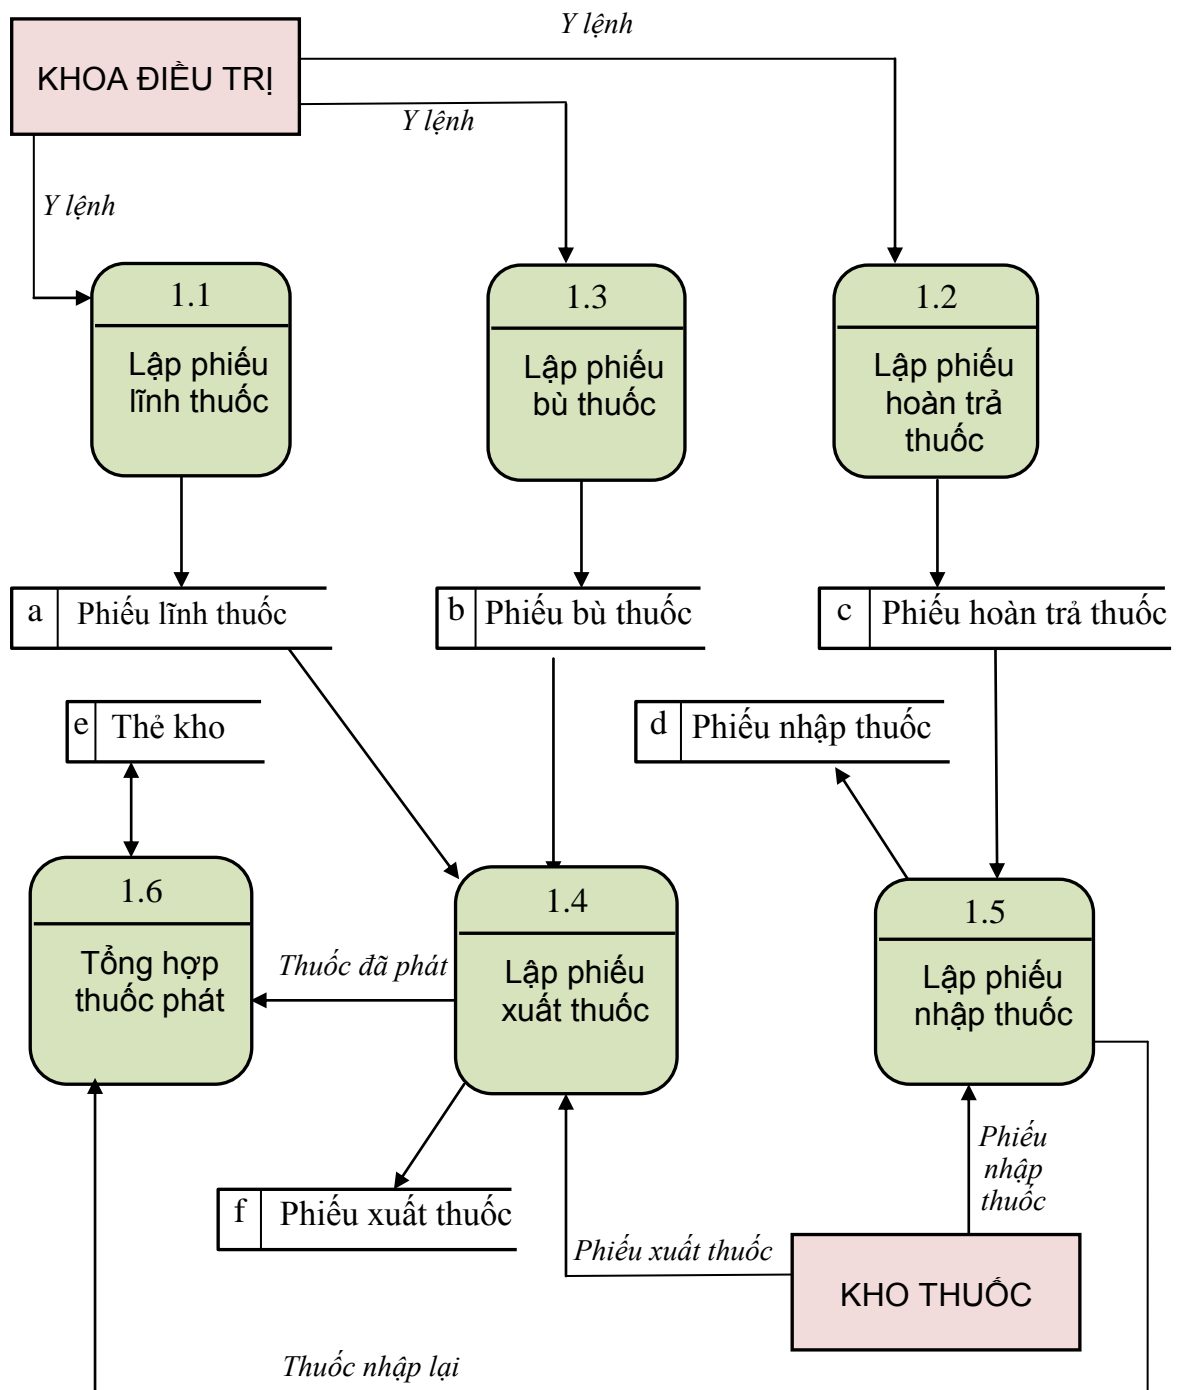 Y lệnh
KHOA ĐIỀU TRỊ
Y lệnh
Y lệnh
1.1
Lập phiếu
lĩnh thuốc
1.3
Lập phiếu
bù thuốc
1.2
Lập phiếu
hoàn trả
thuốc
a Phiếu lĩnh thuốc
b Phiếu bù thuốc
c Phiếu hoàn trả thuốc
e Thẻ kho
d Phiếu nhập thuốc
1.6
Tổng hợp
thuốc phát
Thuốc đã phát
1.4
Lập phiếu
xuất thuốc
1.5
Lập phiếu
nhập thuốc
Phiếu
nhập
thuốc
f Phiếu xuất thuốc
Phiếu xuất thuốc
KHO THUỐC
Thuốc nhập lại